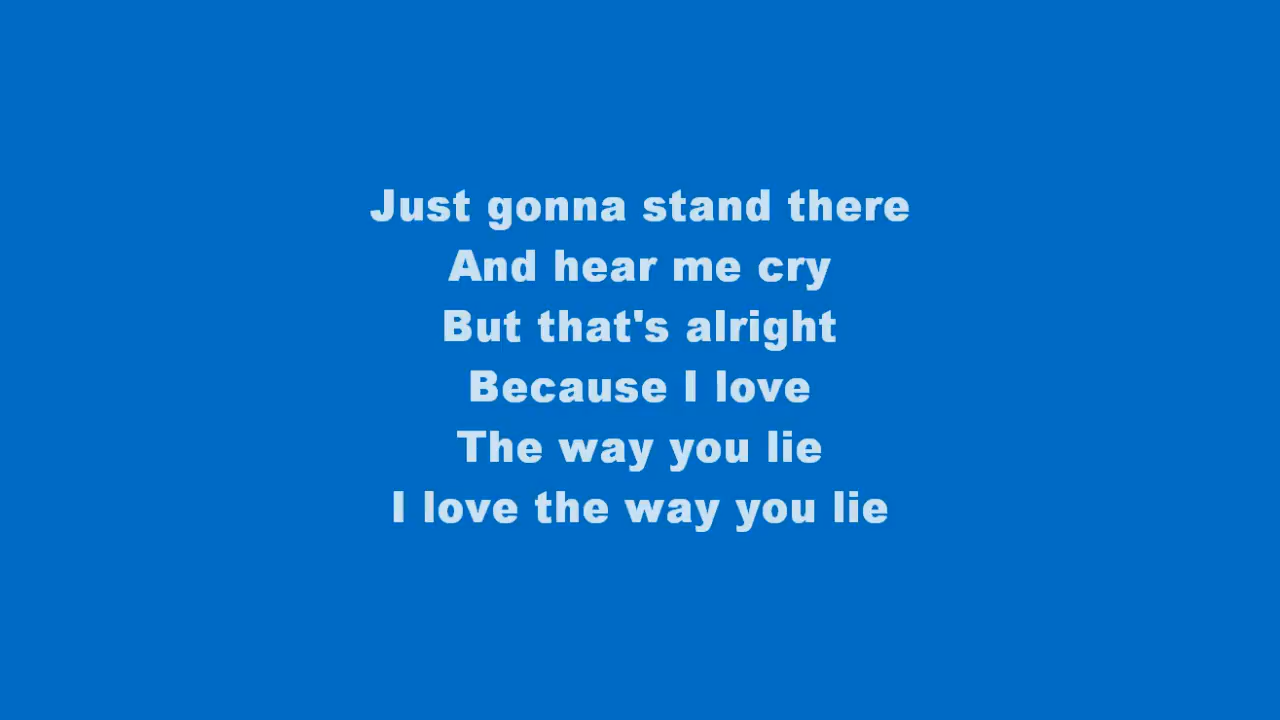 Just gonna stand there
And hear me cry
But that's alright
Because I love
The way you lie
I love the way you lie